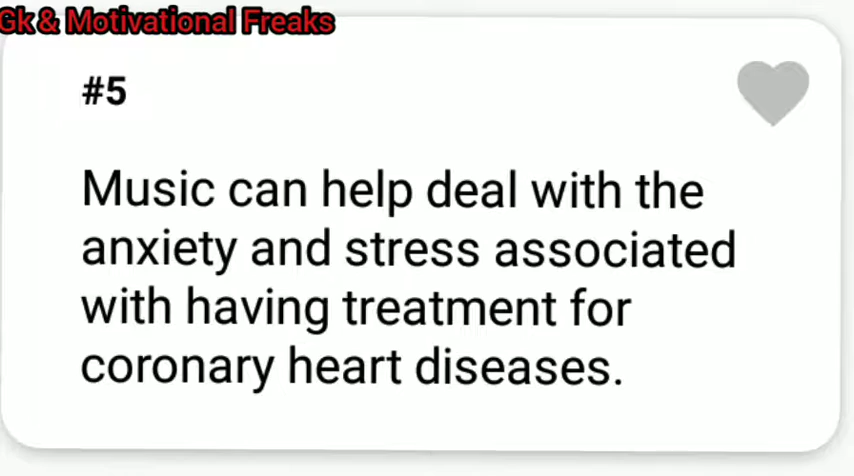 Gk & Motivational Freaks
#5
Music can help deal with the
anxiety and stress associated
with having treatment for
coronary heart diseases.